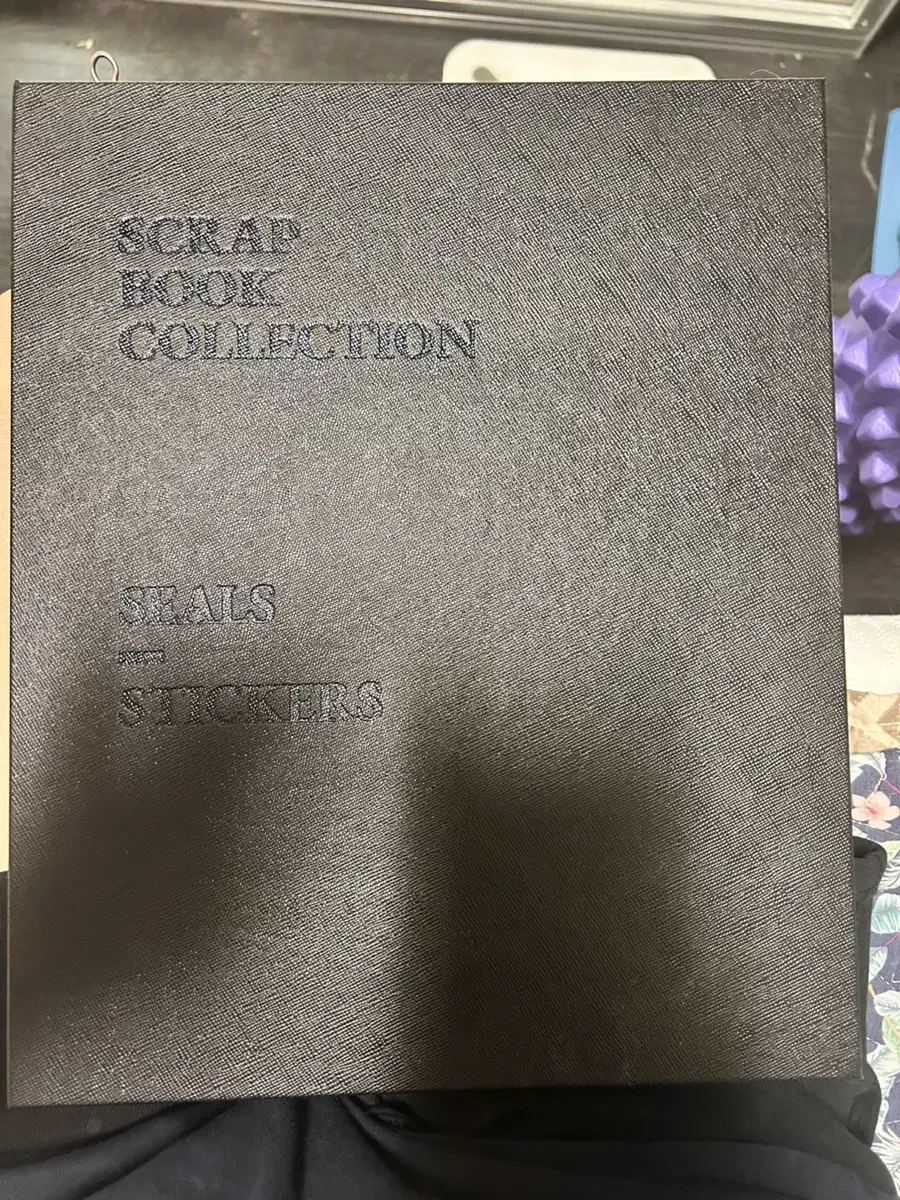 SCRAP
BOOK
COLLECTION
SEALS
—
STICKERS